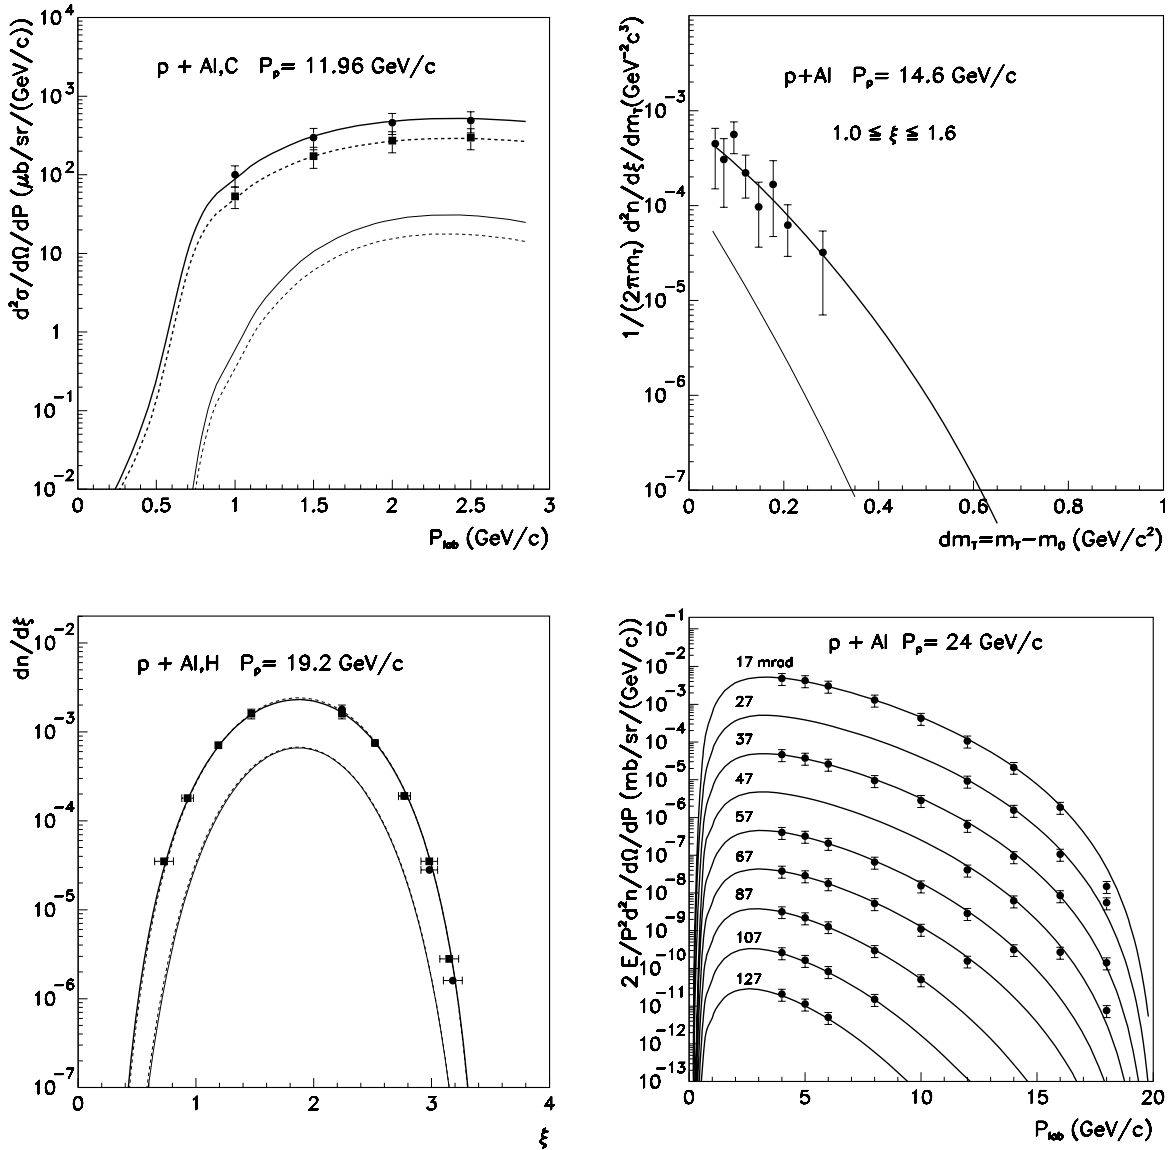 d²σ/dΩ/dP (μb/sr/(GeV/c))
p + Al,C P_p= 11.96 GeV/c
10⁴
10³
10²
10
1
10⁻¹
10⁻²
0 0.5 1 1.5 2 2.5 3
P_lab (GeV/c)
1/(2πm_T) d²n/dξ/dm_T(GeV⁻²c³)
p+Al P_p= 14.6 GeV/c
1.0 ≦ ξ ≦ 1.6
10⁻³
10⁻⁴
10⁻⁵
10⁻⁶
10⁻⁷
0 0.2 0.4 0.6 0.8 1
dm_T=m_T−m_0 (GeV/c²)
dn/dξ
p + Al,H P_p= 19.2 GeV/c
10⁻²
10⁻³
10⁻⁴
10⁻⁵
10⁻⁶
10⁻⁷
0 1 2 3 4
ξ
2 E/P²d²n/dΩ/dP (mb/sr/(GeV/c))
p + Al P_p= 24 GeV/c
10⁻¹
10⁻²
10⁻³
10⁻⁴
10⁻⁵
10⁻⁶
10⁻⁷
10⁻⁸
10⁻⁹
10⁻¹⁰
10⁻¹¹
10⁻¹²
10⁻¹³
17 mrad
27
37
47
57
67
87
107
127
0 5 10 15 20
P_lab (GeV/c)